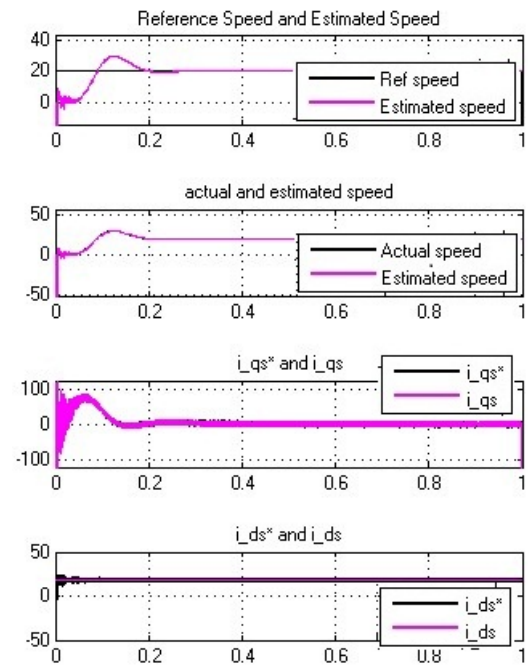 Reference Speed and Estimated Speed
40
20
0
Ref speed
Estimated speed
0 0.2 0.4 0.6 0.8 1
actual and estimated speed
50
0
-50
Actual speed
Estimated speed
0 0.2 0.4 0.6 0.8 1
i_qs* and i_qs
100
0
-100
i_qs*
i_qs
0 0.2 0.4 0.6 0.8 1
i_ds* and i_ds
50
0
-50
i_ds*
i_ds
0 0.2 0.4 0.6 0.8 1